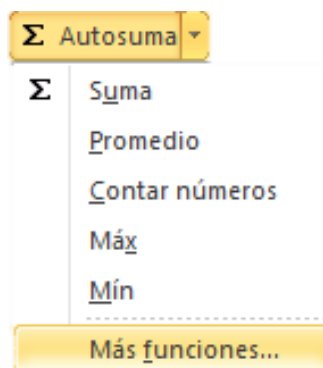 Σ Autosuma
Σ Suma
Promedio
Contar números
Máx
Mín
Más funciones...